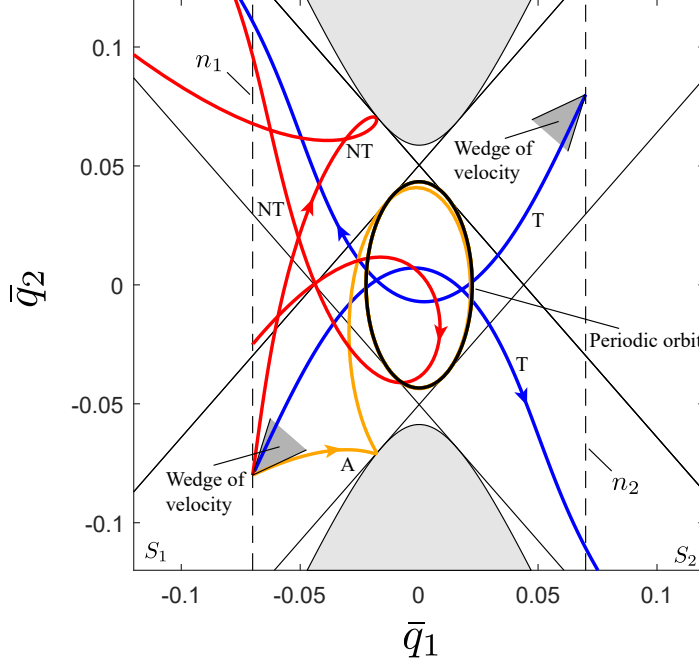 0.1
n1
NT
Wedge of
velocity
0.05
NT
T
q̄2
0
Periodic orbit
T
-0.05
A
Wedge of
velocity
n2
-0.1
S1
S2
-0.1
-0.05
0
0.05
0.1
q̄1